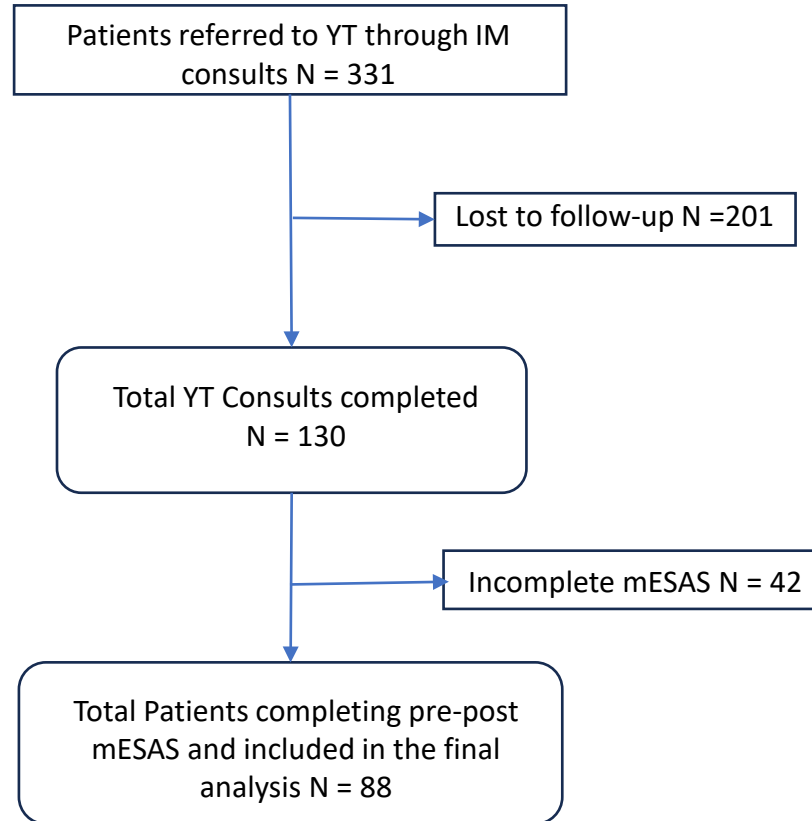 Patients referred to YT through IM
consults N = 331
Lost to follow-up N =201
Total YT Consults completed
N = 130
Incomplete mESAS N = 42
Total Patients completing pre-post
mESAS and included in the final
analysis N = 88